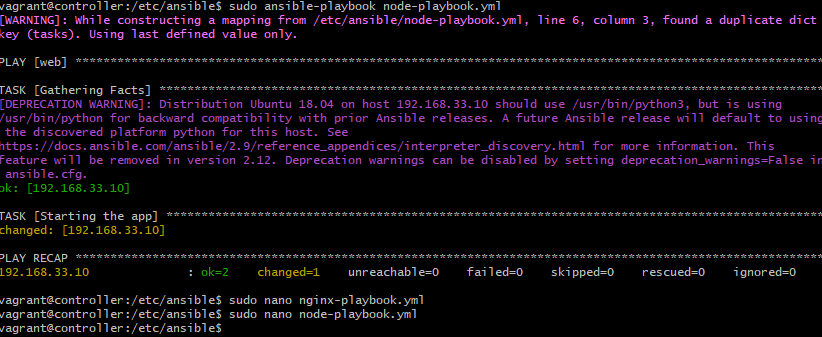 vagrant@controller:/etc/ansible$ sudo ansible-playbook node-playbook.yml
[WARNING]: While constructing a mapping from /etc/ansible/node-playbook.yml, line 6, column 3, found a duplicate dict
key (tasks). Using last defined value only.
PLAY [web] *****************************************************************************************************
TASK [Gathering Facts] *****************************************************************************************
[DEPRECATION WARNING]: Distribution Ubuntu 18.04 on host 192.168.33.10 should use /usr/bin/python3, but is using
/usr/bin/python for backward compatibility with prior Ansible releases. A future Ansible release will default to using
the discovered platform python for this host. See
https://docs.ansible.com/ansible/2.9/reference_appendices/interpreter_discovery.html for more information. This
feature will be removed in version 2.12. Deprecation warnings can be disabled by setting deprecation_warnings=False in
ansible.cfg.
ok: [192.168.33.10]
TASK [Starting the app] ****************************************************************************************
changed: [192.168.33.10]
PLAY RECAP *****************************************************************************************************
192.168.33.10 : ok=2 changed=1 unreachable=0 failed=0 skipped=0 rescued=0 ignored=0
vagrant@controller:/etc/ansible$ sudo nano nginx-playbook.yml
vagrant@controller:/etc/ansible$ sudo nano node-playbook.yml
vagrant@controller:/etc/ansible$